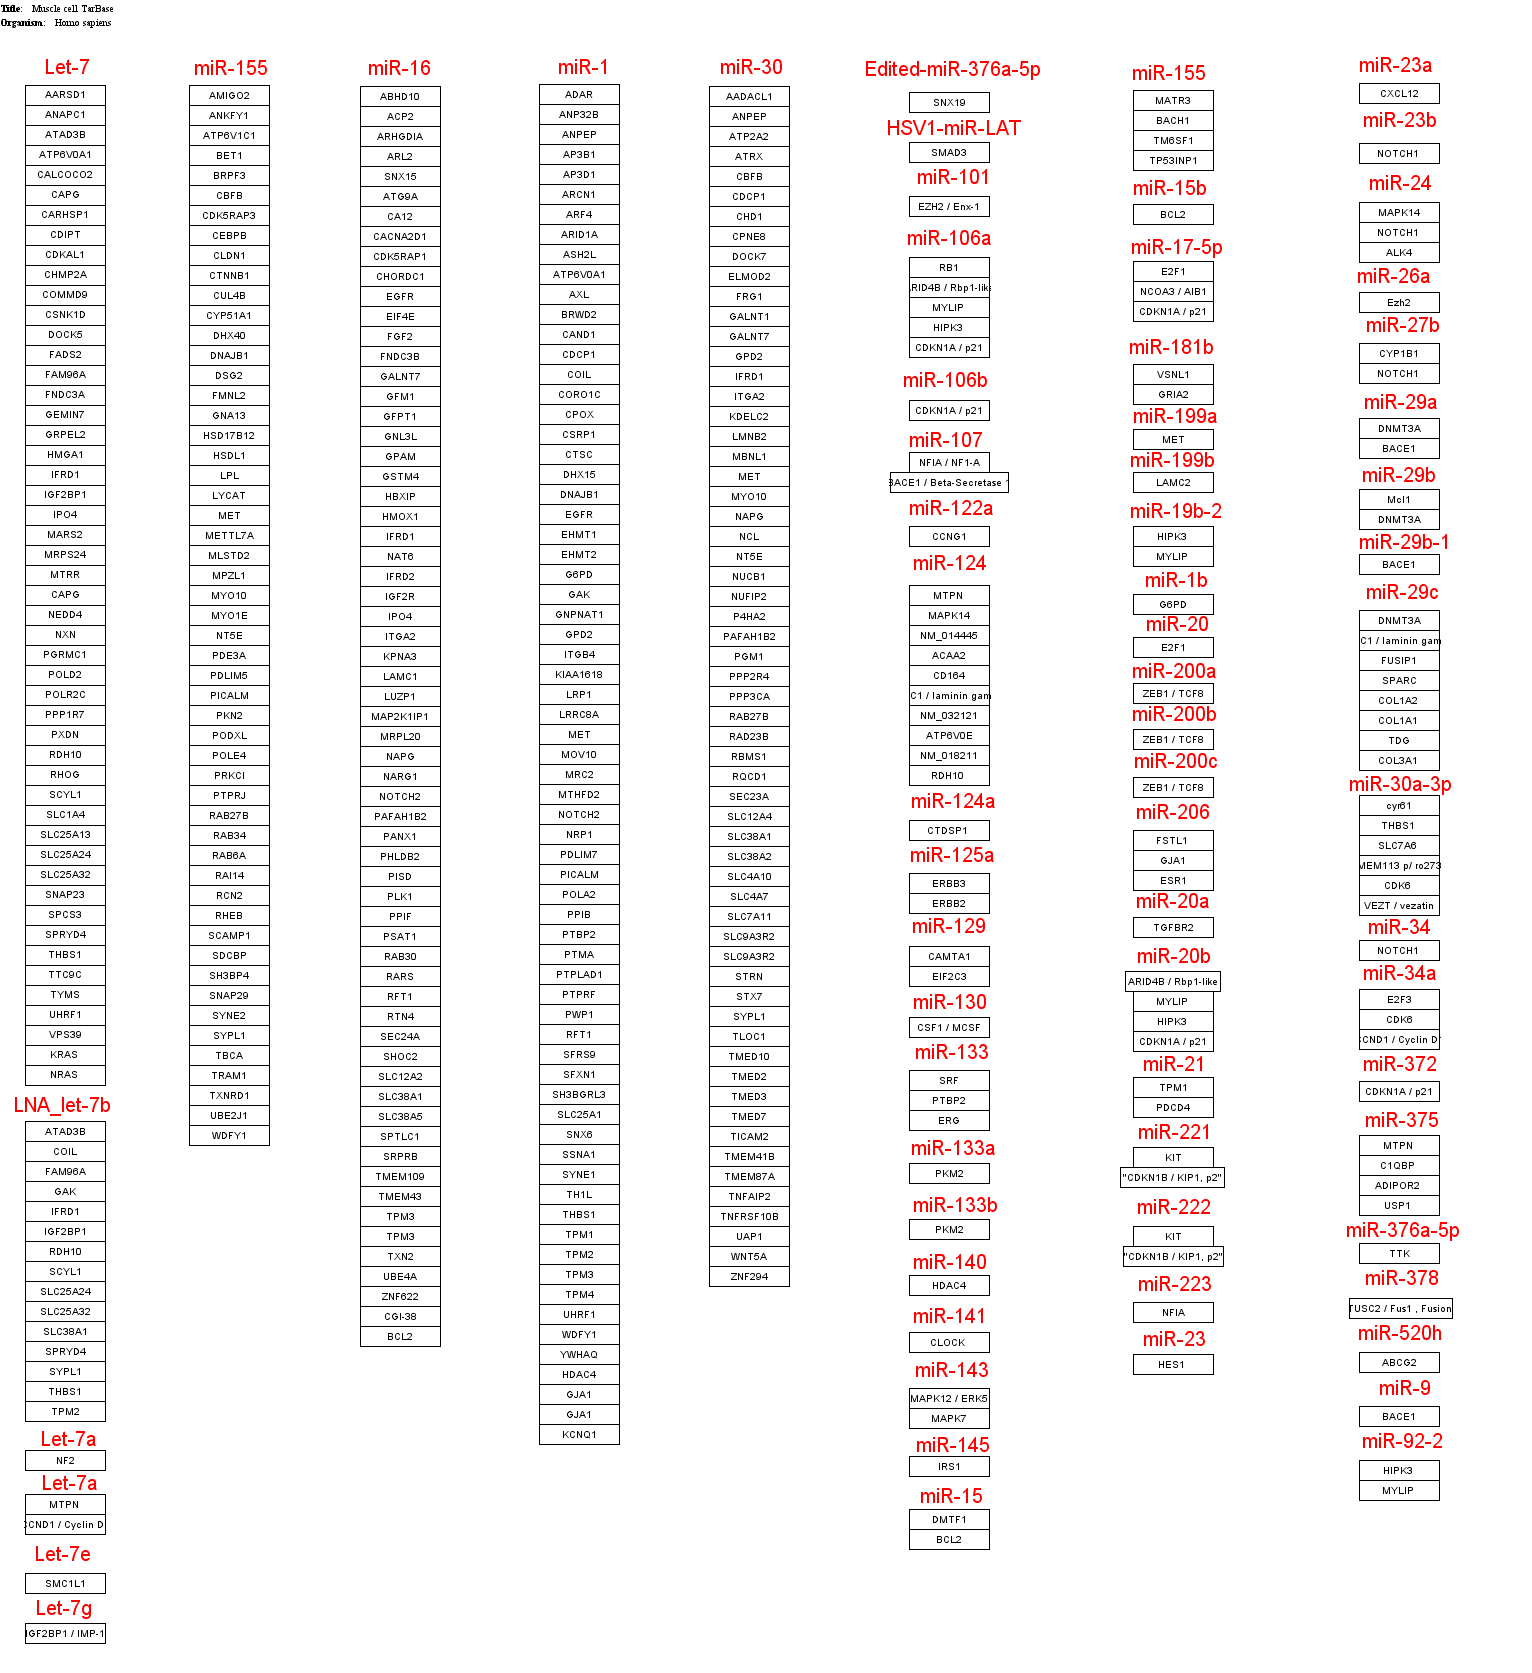 Title: Muscle cell TarBase
Organism: Homo sapiens
Let-7
AARSD1
ANAPC1
ATAD3B
ATP6V0A1
CALCOCO2
CAPG
CARHSP1
CDIPT
CDKAL1
CHMP2A
COMMD9
CSNK1D
DOCK5
FADS2
FAM96A
FNDC3A
GEMIN7
GRPEL2
HMGA1
IFRD1
IGF2BP1
IPO4
MARS2
MRPS24
MTRR
CAPG
NEDD4
NXN
PGRMC1
POLD2
POLR2C
PPP1R7
PXDN
RDH10
RHOG
SCYL1
SLC1A4
SLC25A13
SLC25A24
SLC25A32
SNAP23
SPCS3
SPRYD4
THBS1
TTC9C
TYMS
UHRF1
VPS39
KRAS
NRAS
LNA_let-7b
ATAD3B
COIL
FAM96A
GAK
IFRD1
IGF2BP1
RDH10
SCYL1
SLC25A24
SLC25A32
SLC38A1
SPRYD4
SYPL1
THBS1
TPM2
Let-7a
NF2
Let-7a
MTPN
CCND1 / Cyclin D
Let-7e
SMC1L1
Let-7g
IGF2BP1 / IMP-1
miR-155
AMIGO2
ANKFY1
ATP6V1C1
BET1
BRPF3
CBFB
CDK5RAP3
CEBPB
CLDN1
CTNNB1
CUL4B
CYP51A1
DHX40
DNAJB1
DSG2
FMNL2
GNA13
HSD17B12
HSDL1
LPL
LYCAT
MET
METTL7A
MLSTD2
MPZL1
MYO10
MYO1E
NT5E
PDE3A
PDLIM5
PICALM
PKN2
PODXL
POLE4
PRKCI
PTPRJ
RAB27B
RAB34
RAB6A
RAI14
RCN2
RHEB
SCAMP1
SDCBP
SH3BP4
SNAP29
SYNE2
SYPL1
TBCA
TRAM1
TXNRD1
UBE2J1
WDFY1
miR-16
ABHD10
ACP2
ARHGDIA
ARL2
SNX15
ATG9A
CA12
CACNA2D1
CDK5RAP1
CHORDC1
EGFR
EIF4E
FGF2
FNDC3B
GALNT7
GFM1
GFPT1
GNL3L
GPAM
GSTM4
HBXIP
HMOX1
IFRD1
NAT6
IFRD2
IGF2R
IPO4
ITGA2
KPNA3
LAMC1
LUZP1
MAP2K1IP1
MRPL20
NAPG
NARG1
NOTCH2
PAFAH1B2
PANX1
PHLDB2
PISD
PLK1
PPIF
PSAT1
RAB30
RARS
RFT1
RTN4
SEC24A
SHOC2
SLC12A2
SLC38A1
SLC38A5
SPTLC1
SRPRB
TMEM109
TMEM43
TPM3
TPM3
TXN2
UBE4A
ZNF622
CGI-38
BCL2
miR-1
ADAR
ANP32B
ANPEP
AP3B1
AP3D1
ARCN1
ARF4
ARID1A
ASH2L
ATP6V0A1
AXL
BRWD2
CAND1
CDCP1
COIL
CORO1C
CPOX
CSRP1
CTSC
DHX15
DNAJB1
EGFR
EHMT1
EHMT2
G6PD
GAK
GNPNAT1
GPD2
ITGB4
KIAA1618
LRP1
LRRC8A
MET
MOV10
MRC2
MTHFD2
NOTCH2
NRP1
PDLIM7
PICALM
POLA2
PPIB
PTBP2
PTMA
PTPLAD1
PTPRF
PWP1
RFT1
SFRS9
SFXN1
SH3BGRL3
SLC25A1
SNX6
SSNA1
SYNE1
TH1L
THBS1
TPM1
TPM2
TPM3
TPM4
UHRF1
WDFY1
YWHAQ
HDAC4
GJA1
GJA1
KCNQ1
miR-30
AADACL1
ANPEP
ATP2A2
ATRX
CBFB
CDCP1
CHD1
CPNE8
DOCK7
ELMOD2
FRG1
GALNT1
GALNT7
GPD2
IFRD1
ITGA2
KDELC2
LMNB2
MBNL1
MET
MYO10
NAPG
NCL
NT5E
NUCB1
NUFIP2
P4HA2
PAFAH1B2
PGM1
PPP2R4
PPP3CA
RAB27B
RAD23B
RBMS1
RQCD1
SEC23A
SLC12A4
SLC38A1
SLC38A2
SLC4A10
SLC4A7
SLC7A11
SLC9A3R2
SLC9A3R2
STRN
STX7
SYPL1
TLOC1
TMED10
TMED2
TMED3
TMED7
TICAM2
TMEM41B
TMEM87A
TNFAIP2
TNFRSF10B
UAP1
WNT5A
ZNF294
Edited-miR-376a-5p
SNX19
HSV1-miR-LAT
SMAD3
miR-101
EZH2 / Enx-1
miR-106a
RB1
ARID4B / Rbp1-like
MYLIP
HIPK3
CDKN1A / p21
miR-106b
CDKN1A / p21
miR-107
NFIA / NF1-A
BACE1 / Beta-Secretase 1
miR-122a
CCNG1
miR-124
MTPN
MAPK14
NM_014445
ACAA2
CD164
C1 / laminin gam
NM_032121
ATP6V0E
NM_018211
RDH10
miR-124a
CTDSP1
miR-125a
ERBB3
ERBB2
miR-129
CAMTA1
EIF2C3
miR-130
CSF1 / MCSF
miR-133
SRF
PTBP2
ERG
miR-133a
PKM2
miR-133b
PKM2
miR-140
HDAC4
miR-141
CLOCK
miR-143
MAPK12 / ERK5
MAPK7
miR-145
IRS1
miR-15
DMTF1
BCL2
miR-155
MATR3
BACH1
TM6SF1
TP53INP1
miR-15b
BCL2
miR-17-5p
E2F1
NCOA3 / AIB1
CDKN1A / p21
miR-181b
VSNL1
GRIA2
miR-199a
MET
miR-199b
LAMC2
miR-19b-2
HIPK3
MYLIP
miR-1b
G6PD
miR-20
E2F1
miR-200a
ZEB1 / TCF8
miR-200b
ZEB1 / TCF8
miR-200c
ZEB1 / TCF8
miR-206
FSTL1
GJA1
ESR1
miR-20a
TGFBR2
miR-20b
ARID4B / Rbp1-like
MYLIP
HIPK3
CDKN1A / p21
miR-21
TPM1
PDCD4
miR-221
KIT
"CDKN1B / KIP1, p2"
miR-222
KIT
"CDKN1B / KIP1, p2"
miR-223
NFIA
miR-23
HES1
miR-23a
CXCL12
miR-23b
NOTCH1
miR-24
MAPK14
NOTCH1
ALK4
miR-26a
Ezh2
miR-27b
CYP1B1
NOTCH1
miR-29a
DNMT3A
BACE1
miR-29b
Mcl1
DNMT3A
miR-29b-1
BACE1
miR-29c
DNMT3A
C1 / laminin gam
FUSIP1
SPARC
COL1A2
COL1A1
TDG
COL3A1
miR-30a-3p
cyr61
THBS1
SLC7A6
MEM113 p/ ro273
CDK6
VEZT / vezatin
miR-34
NOTCH1
miR-34a
E2F3
CDK6
CCND1 / Cyclin D1
miR-372
CDKN1A / p21
miR-375
MTPN
C1QBP
ADIPOR2
USP1
miR-376a-5p
TTK
miR-378
TUSC2 / Fus1 , Fusion
miR-520h
ABCG2
miR-9
BACE1
miR-92-2
HIPK3
MYLIP